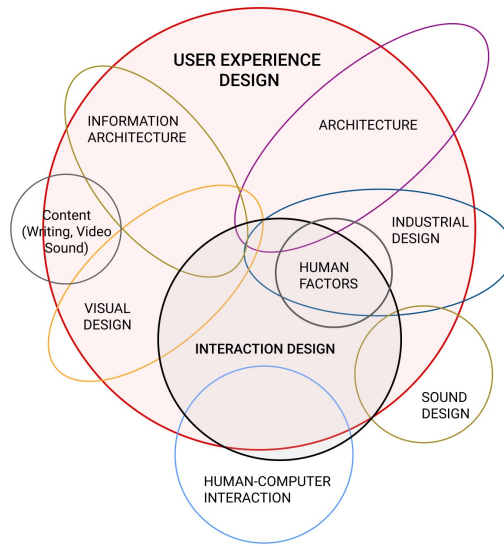 USER EXPERIENCE
DESIGN
INFORMATION
ARCHITECTURE
ARCHITECTURE
Content
(Writing, Video
Sound)
INDUSTRIAL
DESIGN
HUMAN
FACTORS
VISUAL
DESIGN
INTERACTION DESIGN
SOUND
DESIGN
HUMAN-COMPUTER
INTERACTION